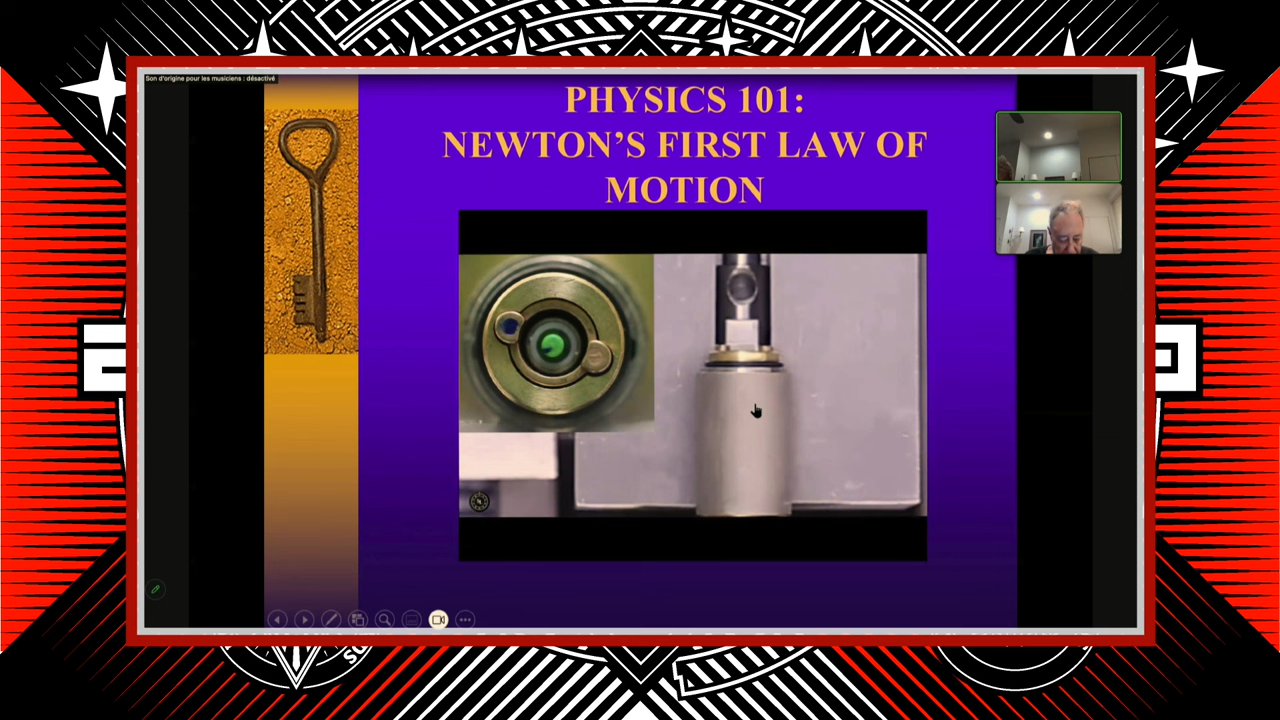 Son d'origine pour les musiciens : désactivé
PHYSICS 101:
NEWTON'S FIRST LAW OF
MOTION